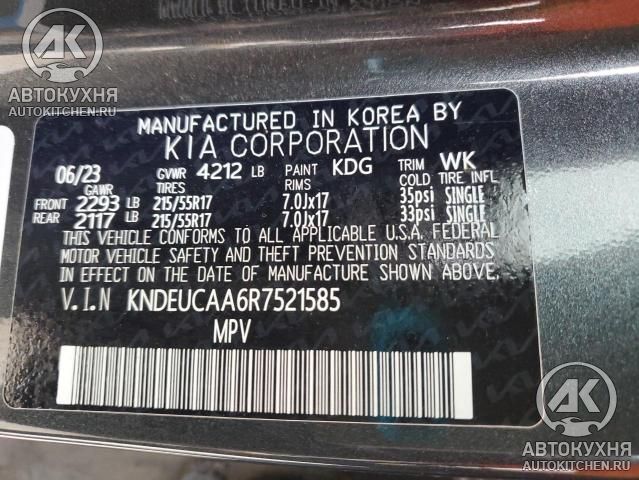 АВТОКУХНЯ
AUTOKITCHEN.RU
MANUFACTURED IN KOREA BY
KIA CORPORATION
06/23 GVWR 4212 LB PAINT KDG TRIM WK
GAWR TIRES RIMS COLD TIRE INFL
FRONT 2293 LB 215/55R17 7.0Jx17 35psi SINGLE
REAR 2117 LB 215/55R17 7.0Jx17 33psi SINGLE
THIS VEHICLE CONFORMS TO ALL APPLICABLE U.S.A. FEDERAL
MOTOR VEHICLE SAFETY AND THEFT PREVENTION STANDARDS
IN EFFECT ON THE DATE OF MANUFACTURE SHOWN ABOVE.
V.I.N KNDEUCAA6R7521585
MPV
АВТОКУХНЯ
AUTOKITCHEN.RU